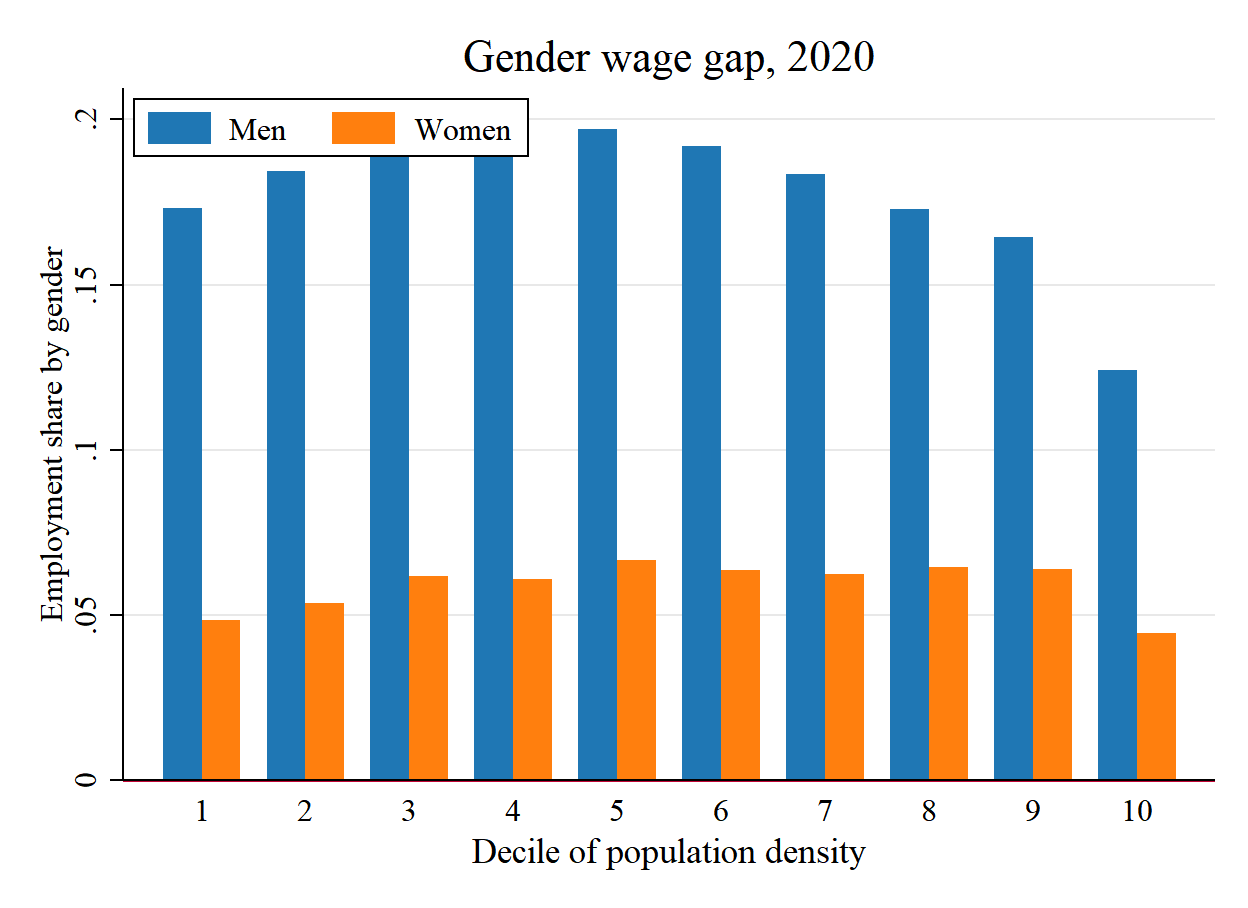 Gender wage gap, 2020
Men Women
Employment share by gender
.2
.15
.1
.05
0
1 2 3 4 5 6 7 8 9 10
Decile of population density